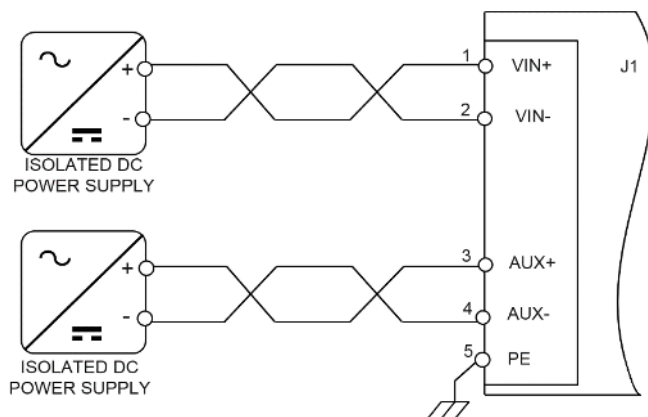 +
-
ISOLATED DC
POWER SUPPLY
1 VIN+ J1
2 VIN-
+
-
ISOLATED DC
POWER SUPPLY
3 AUX+
4 AUX-
5 PE